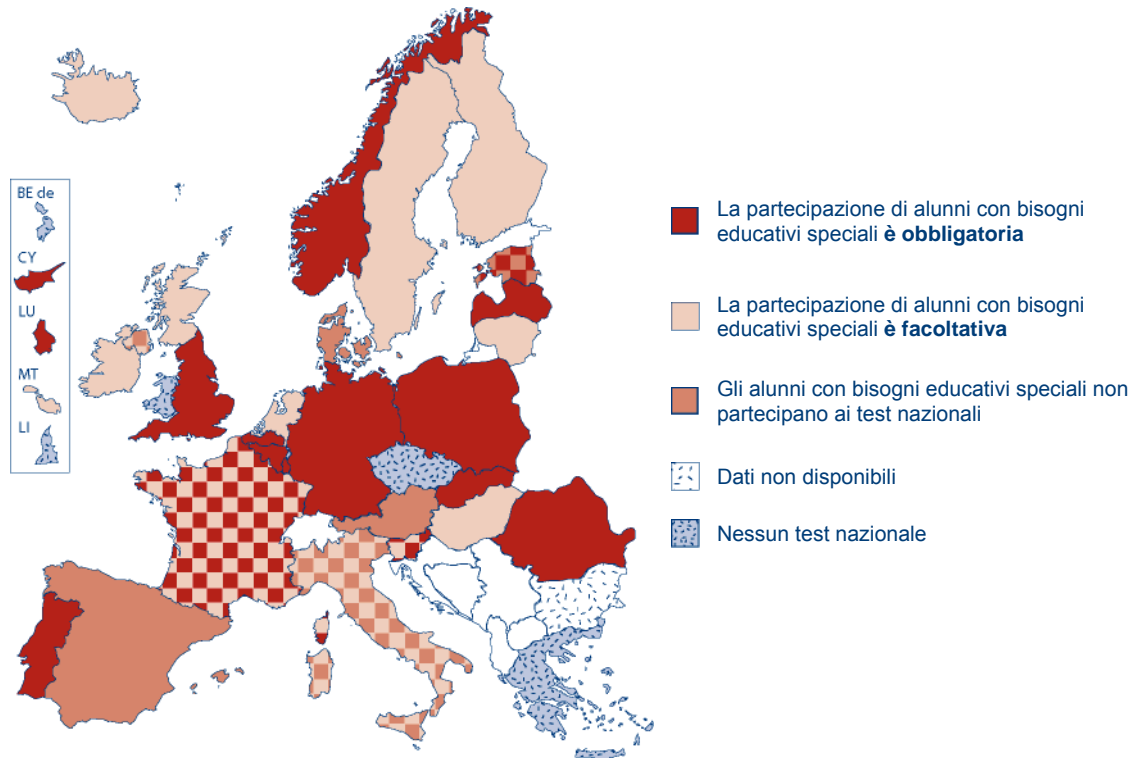 BE de
CY
LU
MT
LI
La partecipazione di alunni con bisogni
educativi speciali è obbligatoria
La partecipazione di alunni con bisogni
educativi speciali è facoltativa
Gli alunni con bisogni educativi speciali non
partecipano ai test nazionali
Dati non disponibili
Nessun test nazionale